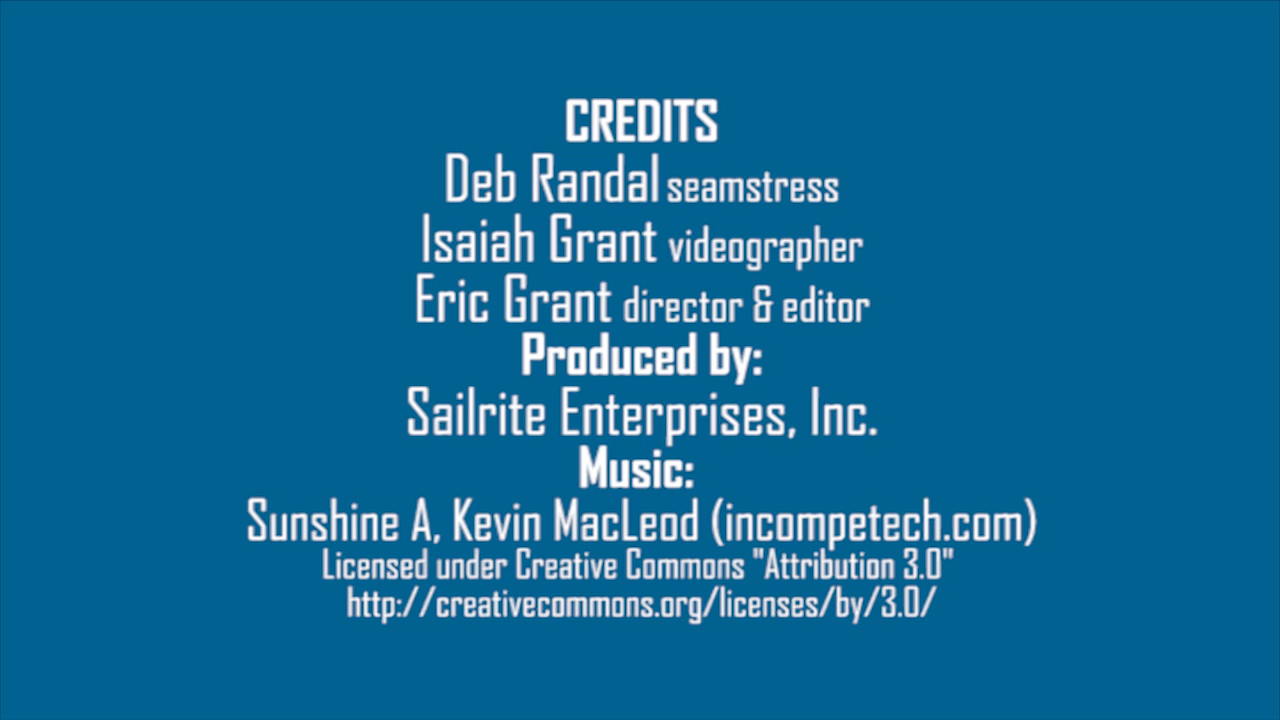 CREDITS
Deb Randal seamstress
Isaiah Grant videographer
Eric Grant director & editor
Produced by:
Sailrite Enterprises, Inc.
Music:
Sunshine A, Kevin MacLeod (incompetech.com)
Licensed under Creative Commons "Attribution 3.0"
http://creativecommons.org/licenses/by/3.0/